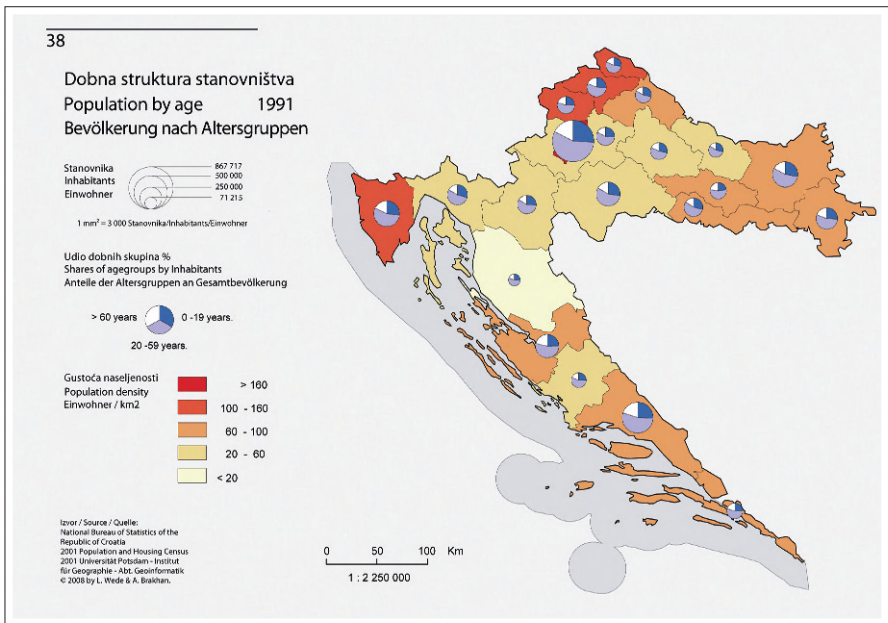 38
Dobna struktura stanovništva
Population by age 1991
Bevölkerung nach Altersgruppen
Stanovnika
Inhabitants
Einwohner
867 717
500 000
250 000
71 215
1 mm² = 3 000 Stanovnika/Inhabitants/Einwohner
Udio dobnih skupina %
Shares of agegroups by Inhabitants
Anteile der Altersgruppen an Gesamtbevölkerung
> 60 years
0 -19 years.
20 -59 years.
Gustoća naseljenosti
Population density
Einwohner / km2
> 160
100 - 160
60 - 100
20 - 60
< 20
Izvor / Source / Quelle:
National Bureau of Statistics of the
Republic of Croatia
2001 Population and Housing Census
2001 Universität Potsdam - Institut
für Geographie - Abt. Geoinformatik
© 2008 by L. Wede & A. Brakhan.
0 50 100 Km
1 : 2 250 000